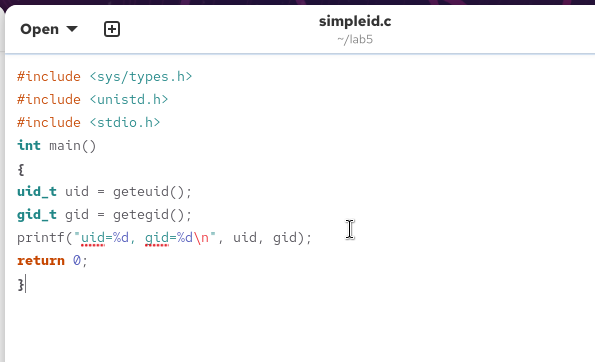 Open
simpleid.c
~/lab5
#include <sys/types.h>
#include <unistd.h>
#include <stdio.h>
int main()
{
uid_t uid = geteuid();
gid_t gid = getegid();
printf("uid=%d, gid=%d\n", uid, gid);
return 0;
}